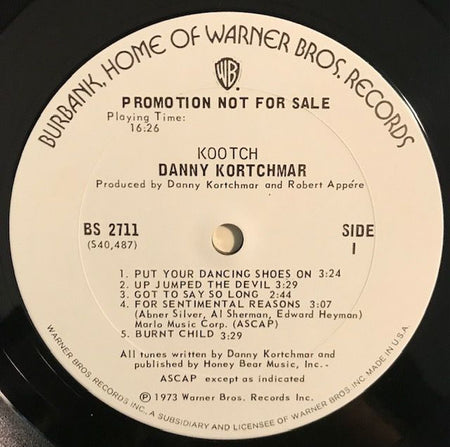 BURBANK, HOME OF WARNER BROS. RECORDS
WB
PROMOTION NOT FOR SALE
Playing Time:
16:26
KOOTCH
DANNY KORTCHMAR
Produced by Danny Kortchmar and Robert Appére
BS 2711
(S40,487)
SIDE
1
1. PUT YOUR DANCING SHOES ON 3:24
2. UP JUMPED THE DEVIL 3:29
3. GOT TO SAY SO LONG 2:44
4. FOR SENTIMENTAL REASONS 3:07
(Abner Silver, Al Sherman, Edward Heyman)
Marlo Music Corp. (ASCAP)
5. BURNT CHILD 3:29
All tunes written by Danny Kortchmar and
published by Honey Bear Music, Inc. -
ASCAP except as indicated
℗ 1973 Warner Bros. Records Inc.
WARNER BROS. RECORDS INC., A SUBSIDIARY AND LICENSEE OF WARNER BROS. INC. MADE IN U.S.A.